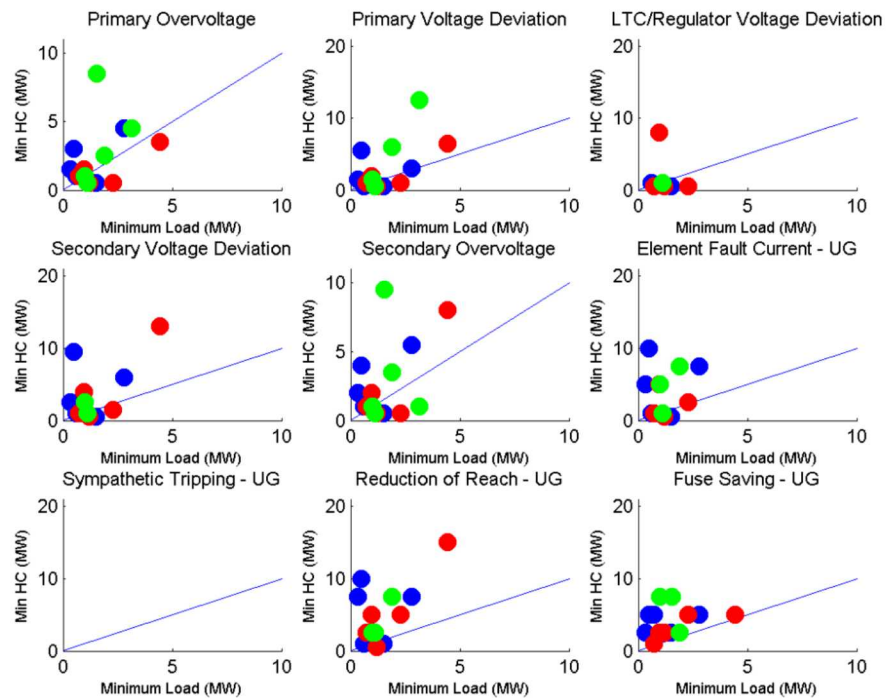 Primary Overvoltage
Primary Voltage Deviation
LTC/Regulator Voltage Deviation
Min HC (MW)
10
5
0
0
5
10
Minimum Load (MW)
Min HC (MW)
20
10
0
0
5
10
Minimum Load (MW)
Min HC (MW)
20
10
0
0
5
10
Minimum Load (MW)
Secondary Voltage Deviation
Secondary Overvoltage
Element Fault Current - UG
Min HC (MW)
20
10
0
0
5
10
Minimum Load (MW)
Min HC (MW)
10
5
0
0
5
10
Minimum Load (MW)
Min HC (MW)
20
10
0
0
5
10
Minimum Load (MW)
Sympathetic Tripping - UG
Reduction of Reach - UG
Fuse Saving - UG
Min HC (MW)
20
10
0
0
5
10
Minimum Load (MW)
Min HC (MW)
20
10
0
0
5
10
Minimum Load (MW)
Min HC (MW)
20
10
0
0
5
10
Minimum Load (MW)